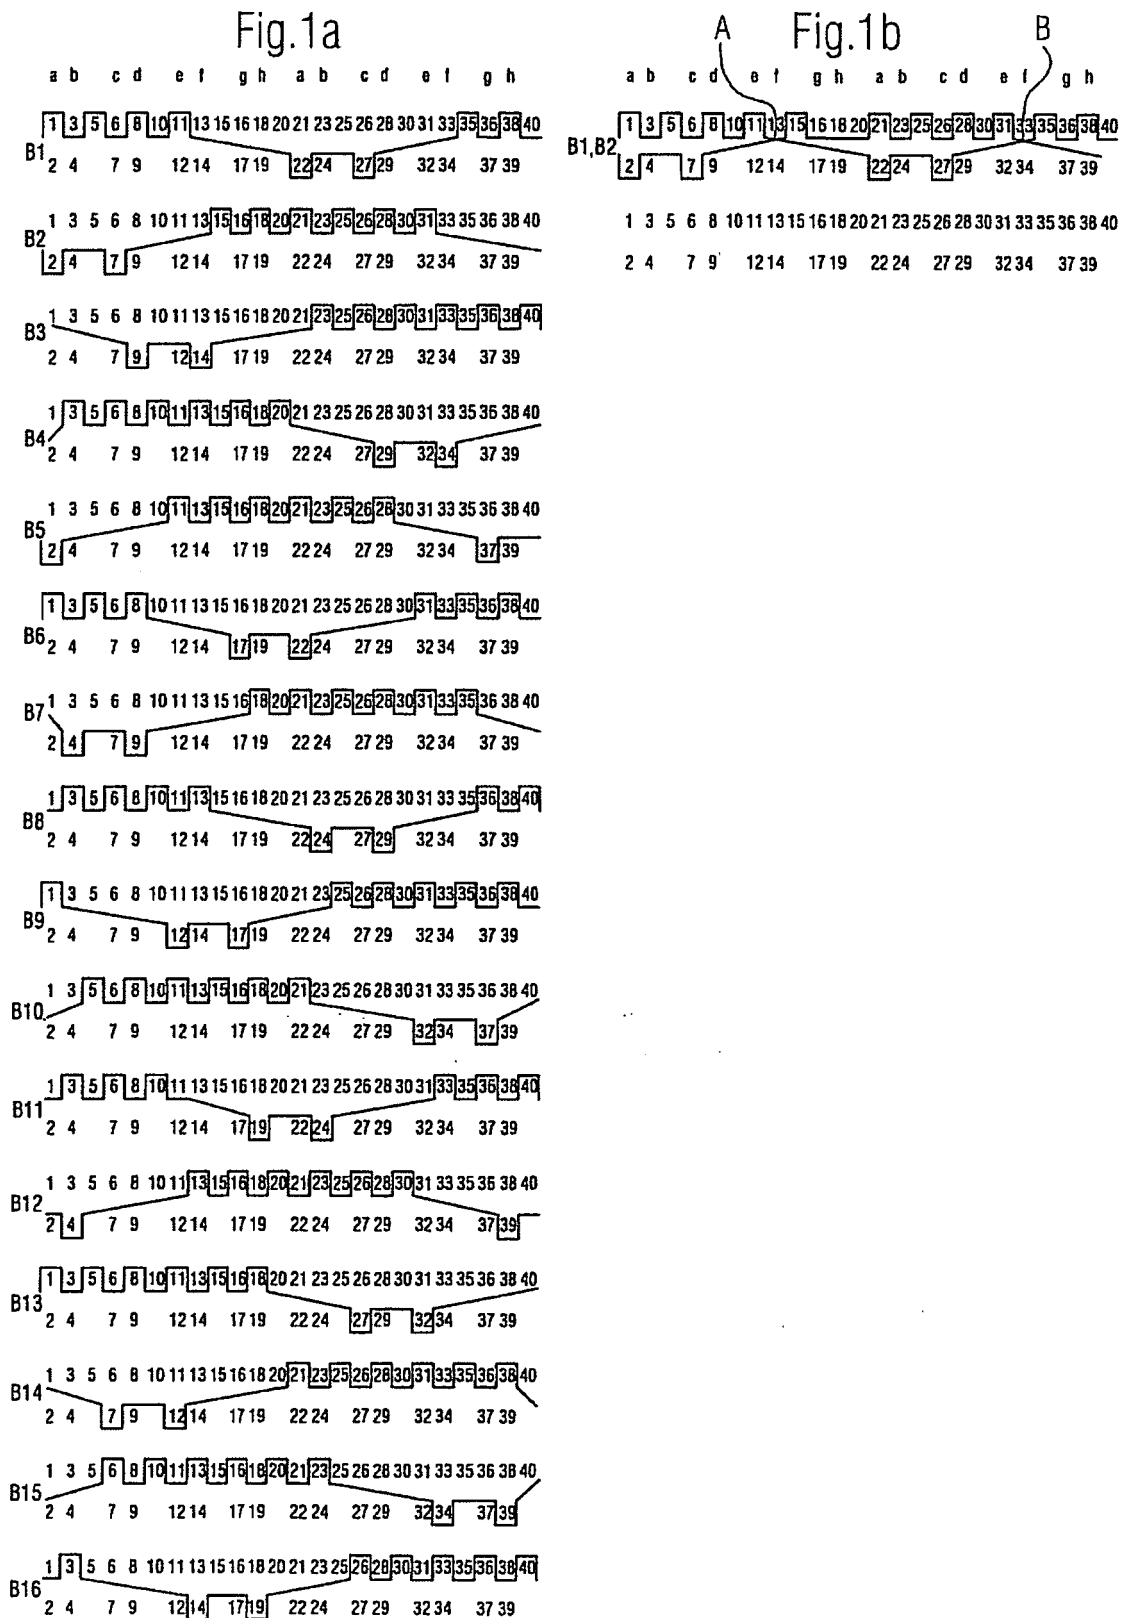 Fig.1a
a b c d e f g h a b c d e f g h
1 3 5 6 8 10 11 13 15 16 18 20 21 23 25 26 28 30 31 33 35 36 38 40
B1
2 4 7 9 12 14 17 19 22 24 27 29 32 34 37 39
1 3 5 6 8 10 11 13 15 16 18 20 21 23 25 26 28 30 31 33 35 36 38 40
B2
2 4 7 9 12 14 17 19 22 24 27 29 32 34 37 39
1 3 5 6 8 10 11 13 15 16 18 20 21 23 25 26 28 30 31 33 35 36 38 40
B3
2 4 7 9 12 14 17 19 22 24 27 29 32 34 37 39
1 3 5 6 8 10 11 13 15 16 18 20 21 23 25 26 28 30 31 33 35 36 38 40
B4
2 4 7 9 12 14 17 19 22 24 27 29 32 34 37 39
1 3 5 6 8 10 11 13 15 16 18 20 21 23 25 26 28 30 31 33 35 36 38 40
B5
2 4 7 9 12 14 17 19 22 24 27 29 32 34 37 39
1 3 5 6 8 10 11 13 15 16 18 20 21 23 25 26 28 30 31 33 35 36 38 40
B6
2 4 7 9 12 14 17 19 22 24 27 29 32 34 37 39
1 3 5 6 8 10 11 13 15 16 18 20 21 23 25 26 28 30 31 33 35 36 38 40
B7
2 4 7 9 12 14 17 19 22 24 27 29 32 34 37 39
1 3 5 6 8 10 11 13 15 16 18 20 21 23 25 26 28 30 31 33 35 36 38 40
B8
2 4 7 9 12 14 17 19 22 24 27 29 32 34 37 39
1 3 5 6 8 10 11 13 15 16 18 20 21 23 25 26 28 30 31 33 35 36 38 40
B9
2 4 7 9 12 14 17 19 22 24 27 29 32 34 37 39
1 3 5 6 8 10 11 13 15 16 18 20 21 23 25 26 28 30 31 33 35 36 38 40
B10
2 4 7 9 12 14 17 19 22 24 27 29 32 34 37 39
1 3 5 6 8 10 11 13 15 16 18 20 21 23 25 26 28 30 31 33 35 36 38 40
B11
2 4 7 9 12 14 17 19 22 24 27 29 32 34 37 39
1 3 5 6 8 10 11 13 15 16 18 20 21 23 25 26 28 30 31 33 35 36 38 40
B12
2 4 7 9 12 14 17 19 22 24 27 29 32 34 37 39
1 3 5 6 8 10 11 13 15 16 18 20 21 23 25 26 28 30 31 33 35 36 38 40
B13
2 4 7 9 12 14 17 19 22 24 27 29 32 34 37 39
1 3 5 6 8 10 11 13 15 16 18 20 21 23 25 26 28 30 31 33 35 36 38 40
B14
2 4 7 9 12 14 17 19 22 24 27 29 32 34 37 39
1 3 5 6 8 10 11 13 15 16 18 20 21 23 25 26 28 30 31 33 35 36 38 40
B15
2 4 7 9 12 14 17 19 22 24 27 29 32 34 37 39
1 3 5 6 8 10 11 13 15 16 18 20 21 23 25 26 28 30 31 33 35 36 38 40
B16
2 4 7 9 12 14 17 19 22 24 27 29 32 34 37 39
A Fig.1b B
a b c d e f g h a b c d e f g h
1 3 5 6 8 10 11 13 15 16 18 20 21 23 25 26 28 30 31 33 35 36 38 40
B1,B2
2 4 7 9 12 14 17 19 22 24 27 29 32 34 37 39
1 3 5 6 8 10 11 13 15 16 18 20 21 23 25 26 28 30 31 33 35 36 38 40
2 4 7 9 12 14 17 19 22 24 27 29 32 34 37 39